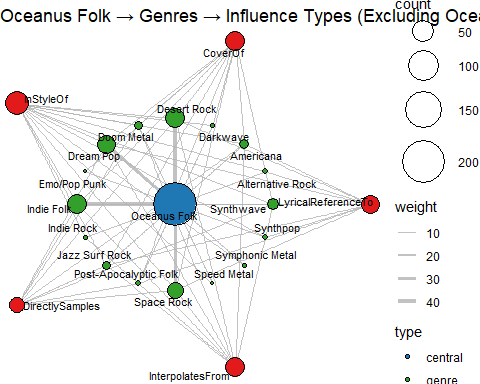 Oceanus Folk → Genres → Influence Types (Excluding Ocea
count
50
CoverOf
100
InStyleOf
Desert Rock
150
Doom Metal
Darkwave
Dream Pop
Americana
200
Emo/Pop Punk
Alternative Rock
Indie Folk
Oceanus Folk
Synthwave
LyricalReferenceTo
weight
Indie Rock
Synthpop
10
Jazz Surf Rock
Symphonic Metal
20
Post-Apocalyptic Folk
Speed Metal
30
Space Rock
40
DirectlySamples
type
central
InterpolatesFrom
genre